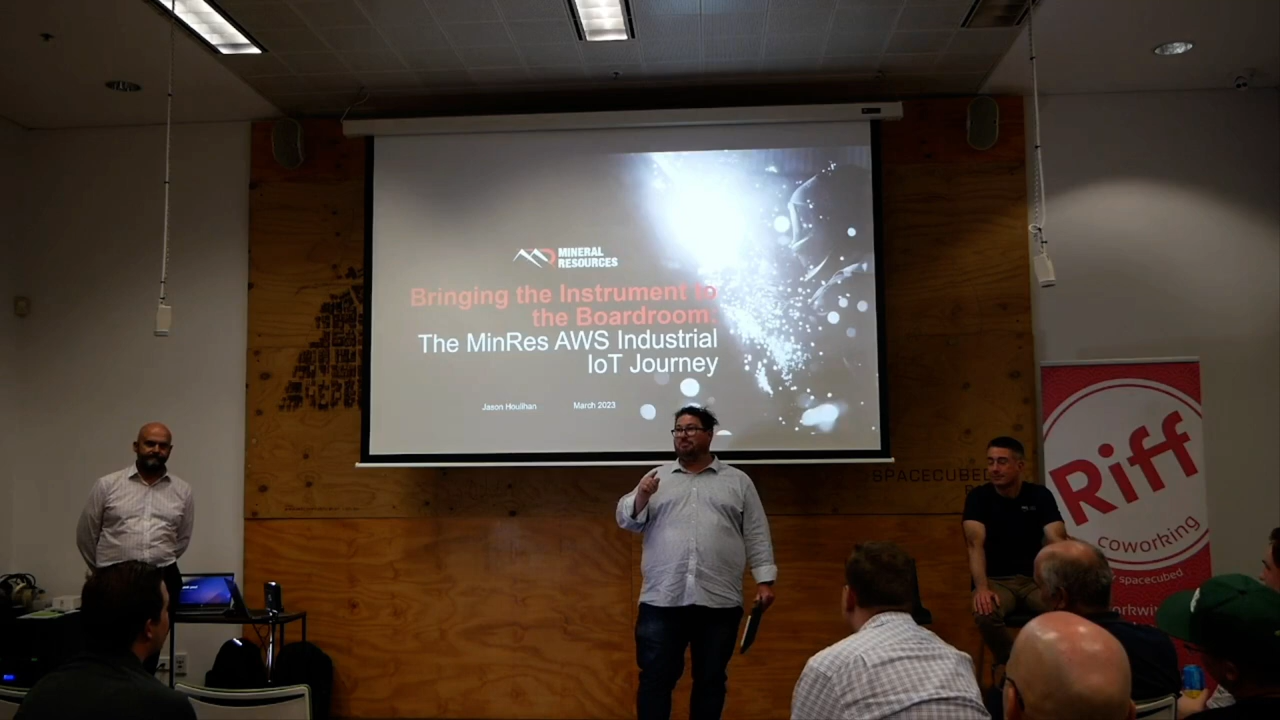 MINERAL
RESOURCES
Bringing the Instrument to
the Boardroom:
The MinRes AWS Industrial
IoT Journey
Jason Houlihan
March 2023
SPACECUBED
Riff
coworking
spacecubed